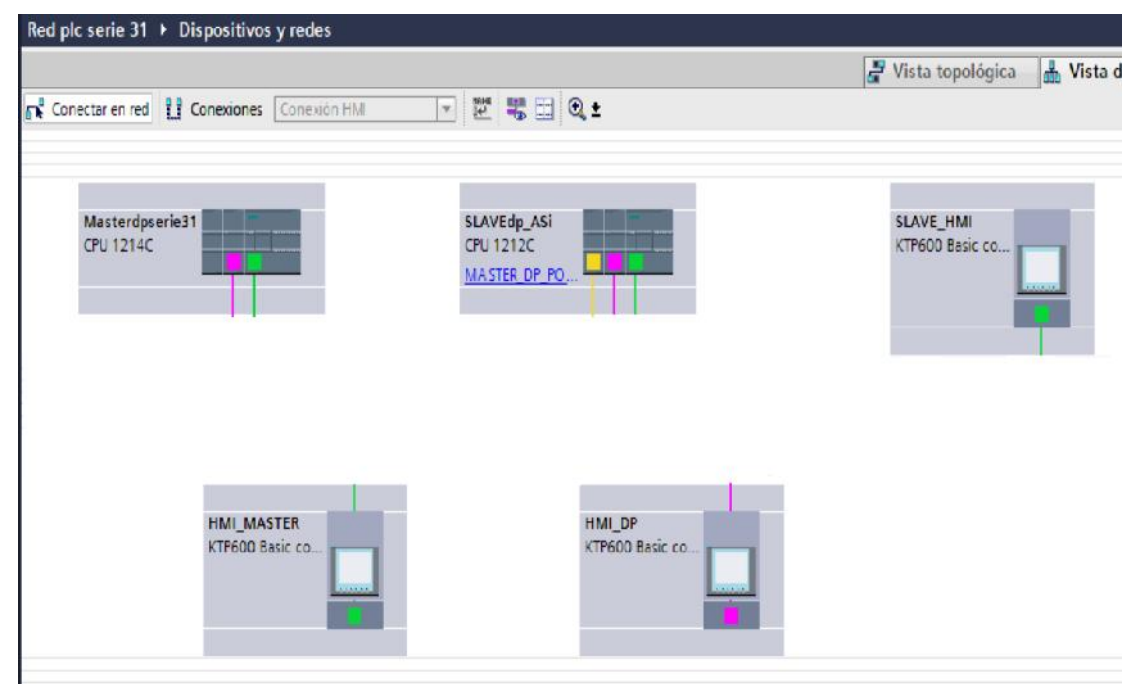 Red plc serie 31 ▸ Dispositivos y redes
Vista topológica
Vista d
Conectar en red
Conexiones
Conexión HMI
Masterdpserie31
CPU 1214C
SLAVEdp_ASi
CPU 1212C
MASTER_DP_PO...
SLAVE_HMI
KTP600 Basic co...
HMI_MASTER
KTP600 Basic co...
HMI_DP
KTP600 Basic co...